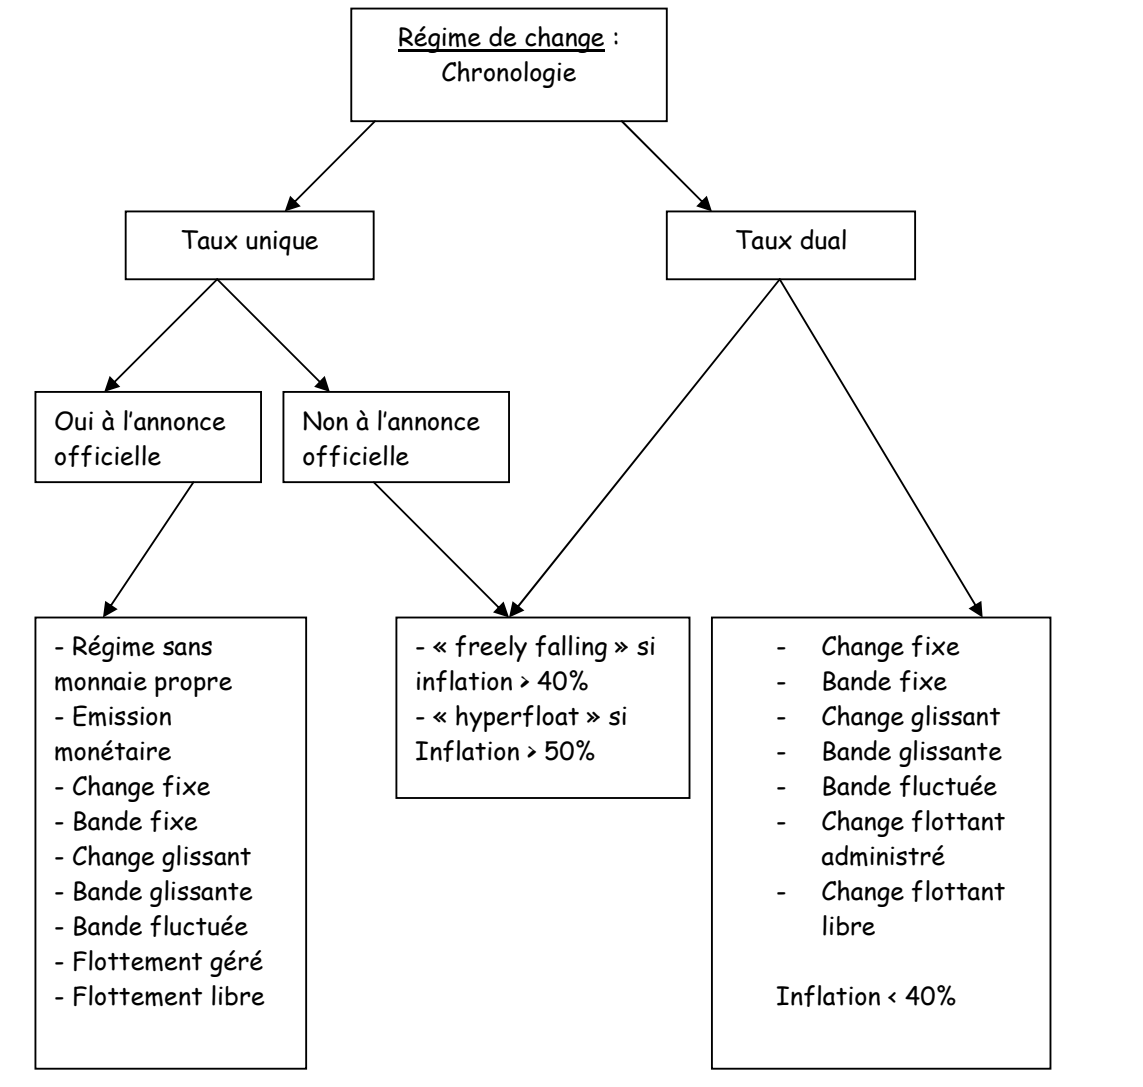 Régime de change :
Chronologie
Taux unique
Taux dual
Oui à l'annonce
officielle
Non à l'annonce
officielle
- Régime sans
monnaie propre
- Emission
monétaire
- Change fixe
- Bande fixe
- Change glissant
- Bande glissante
- Bande fluctuée
- Flottement géré
- Flottement libre
- « freely falling » si
inflation > 40%
- « hyperfloat » si
Inflation > 50%
- Change fixe
- Bande fixe
- Change glissant
- Bande glissante
- Bande fluctuée
- Change flottant
administré
- Change flottant
libre
Inflation < 40%